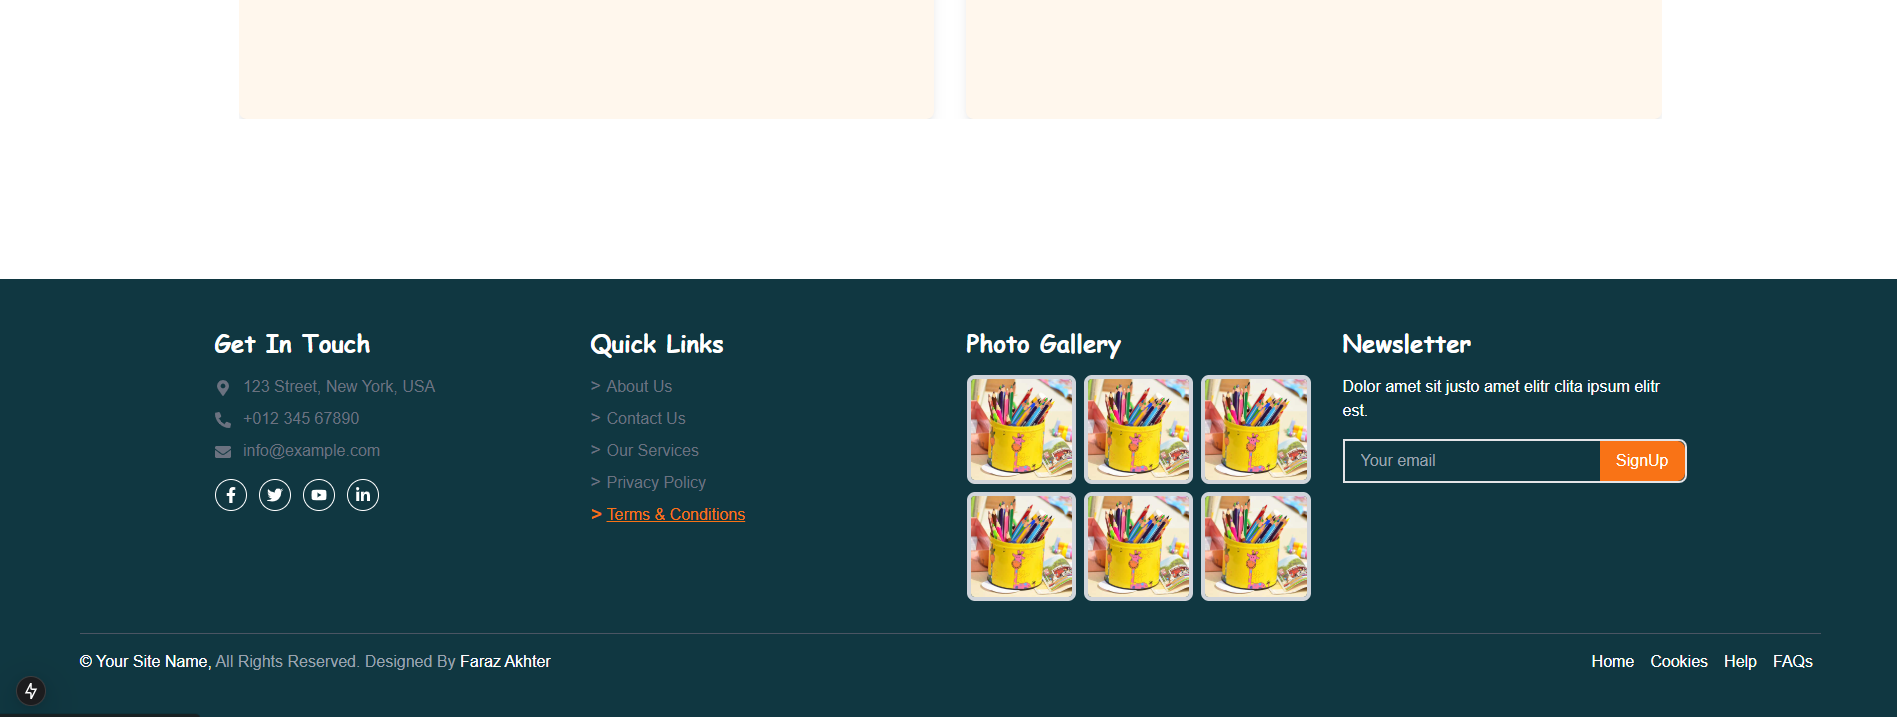 Get In Touch
123 Street, New York, USA
+012 345 67890
info@example.com
Quick Links
> About Us
> Contact Us
> Our Services
> Privacy Policy
> Terms & Conditions
Photo Gallery
Newsletter
Dolor amet sit justo amet elitr clita ipsum elitr
est.
Your email
SignUp
© Your Site Name, All Rights Reserved. Designed By Faraz Akhter
Home Cookies Help FAQs